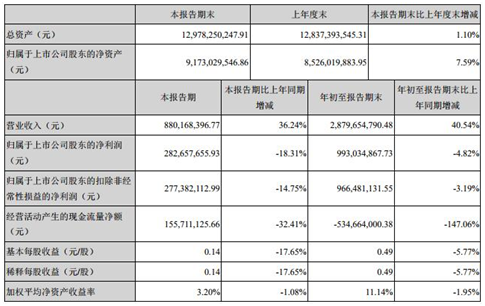 本报告期末 上年度末 本报告期末比上年度末增减
总资产（元） 12,978,250,247.91 12,837,393,545.31 1.10%
归属于上市公司股东的净资产 9,173,029,546.86 8,526,019,883.95 7.59%
（元）
本报告期 本报告期比上年同期 年初至报告期末 年初至报告期末比上
增减 年同期增减
营业收入（元） 880,168,396.77 36.24% 2,879,654,790.48 40.54%
归属于上市公司股东的净利润 282,657,655.93 -18.31% 993,034,867.73 -4.82%
（元）
归属于上市公司股东的扣除非经 277,382,112.99 -14.75% 966,481,131.55 -3.19%
常性损益的净利润（元）
经营活动产生的现金流量净额 155,711,125.66 -32.41% -534,664,000.38 -147.06%
（元）
基本每股收益（元/股） 0.14 -17.65% 0.49 -5.77%
稀释每股收益（元/股） 0.14 -17.65% 0.49 -5.77%
加权平均净资产收益率 3.20% -1.08% 11.14% -1.95%